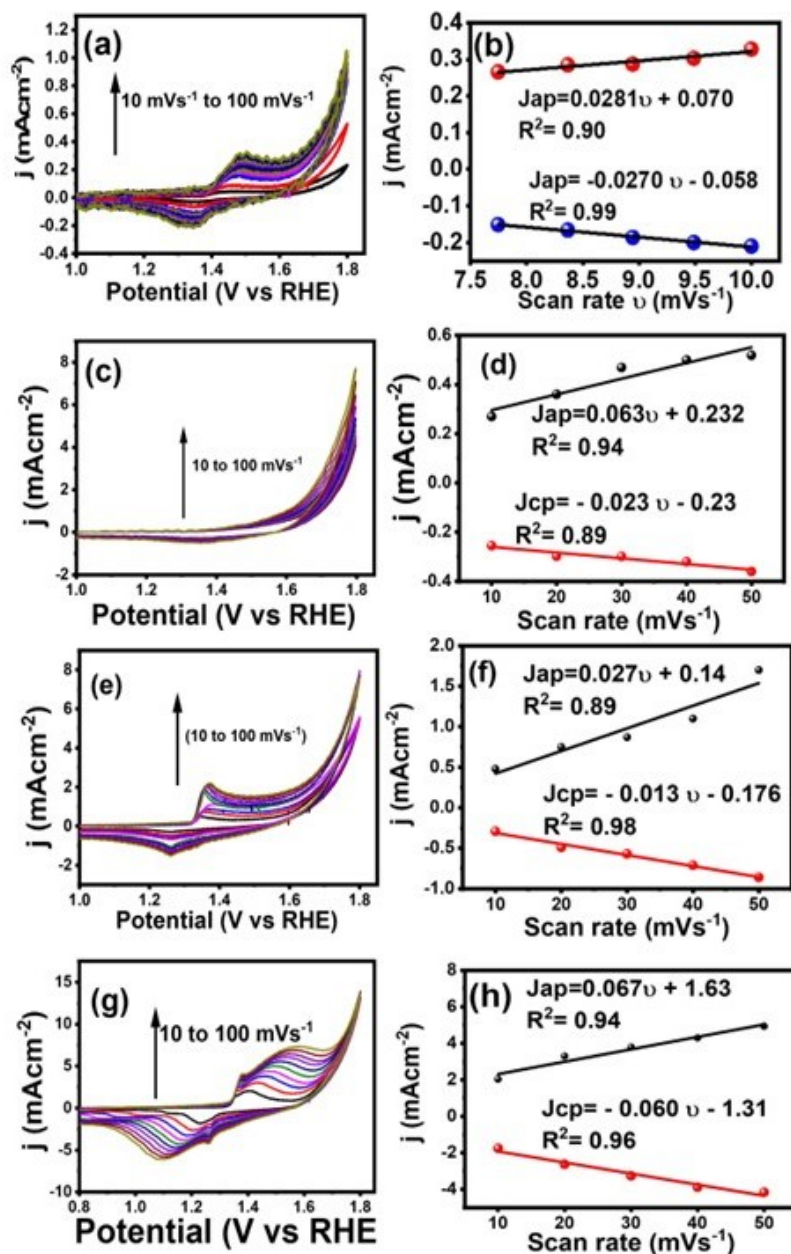 (a)
10 mVs⁻¹ to 100 mVs⁻¹
j (mAcm⁻²)
1.2
1.0
0.8
0.6
0.4
0.2
0.0
-0.2
-0.4
1.0 1.2 1.4 1.6 1.8
Potential (V vs RHE)
(b)
Jap=0.0281υ + 0.070
R²= 0.90
Jap= -0.0270 υ - 0.058
R²= 0.99
j (mAcm⁻²)
0.4
0.3
0.2
0.1
0.0
-0.1
-0.2
7.5 8.0 8.5 9.0 9.5 10.0
Scan rate υ (mVs⁻¹)
(c)
10 to 100 mVs⁻¹
j (mAcm⁻²)
8
6
4
2
0
-2
1.0 1.2 1.4 1.6 1.8
Potential (V vs RHE)
(d)
Jap=0.063υ + 0.232
R²= 0.94
Jcp= - 0.023 υ - 0.23
R²= 0.89
j (mAcm⁻²)
0.6
0.4
0.2
0.0
-0.2
-0.4
10 20 30 40 50
Scan rate (mVs⁻¹)
(e)
(10 to 100 mVs⁻¹)
j (mAcm⁻²)
8
6
4
2
0
-2
1.0 1.2 1.4 1.6 1.8
Potential (V vs RHE)
(f)
Jap=0.027υ + 0.14
R²= 0.89
Jcp= - 0.013 υ - 0.176
R²= 0.98
j (mAcm⁻²)
2.0
1.5
1.0
0.5
0.0
-0.5
-1.0
10 20 30 40 50
Scan rate (mVs⁻¹)
(g)
10 to 100 mVs⁻¹
j (mAcm⁻²)
15
10
5
0
-5
-10
0.8 1.0 1.2 1.4 1.6 1.8
Potential (V vs RHE
(h)
Jap=0.067υ + 1.63
R²= 0.94
Jcp= - 0.060 υ - 1.31
R²= 0.96
j (mAcm⁻²)
8
6
4
2
0
-2
-4
10 20 30 40 50
Scan rate (mVs⁻¹)